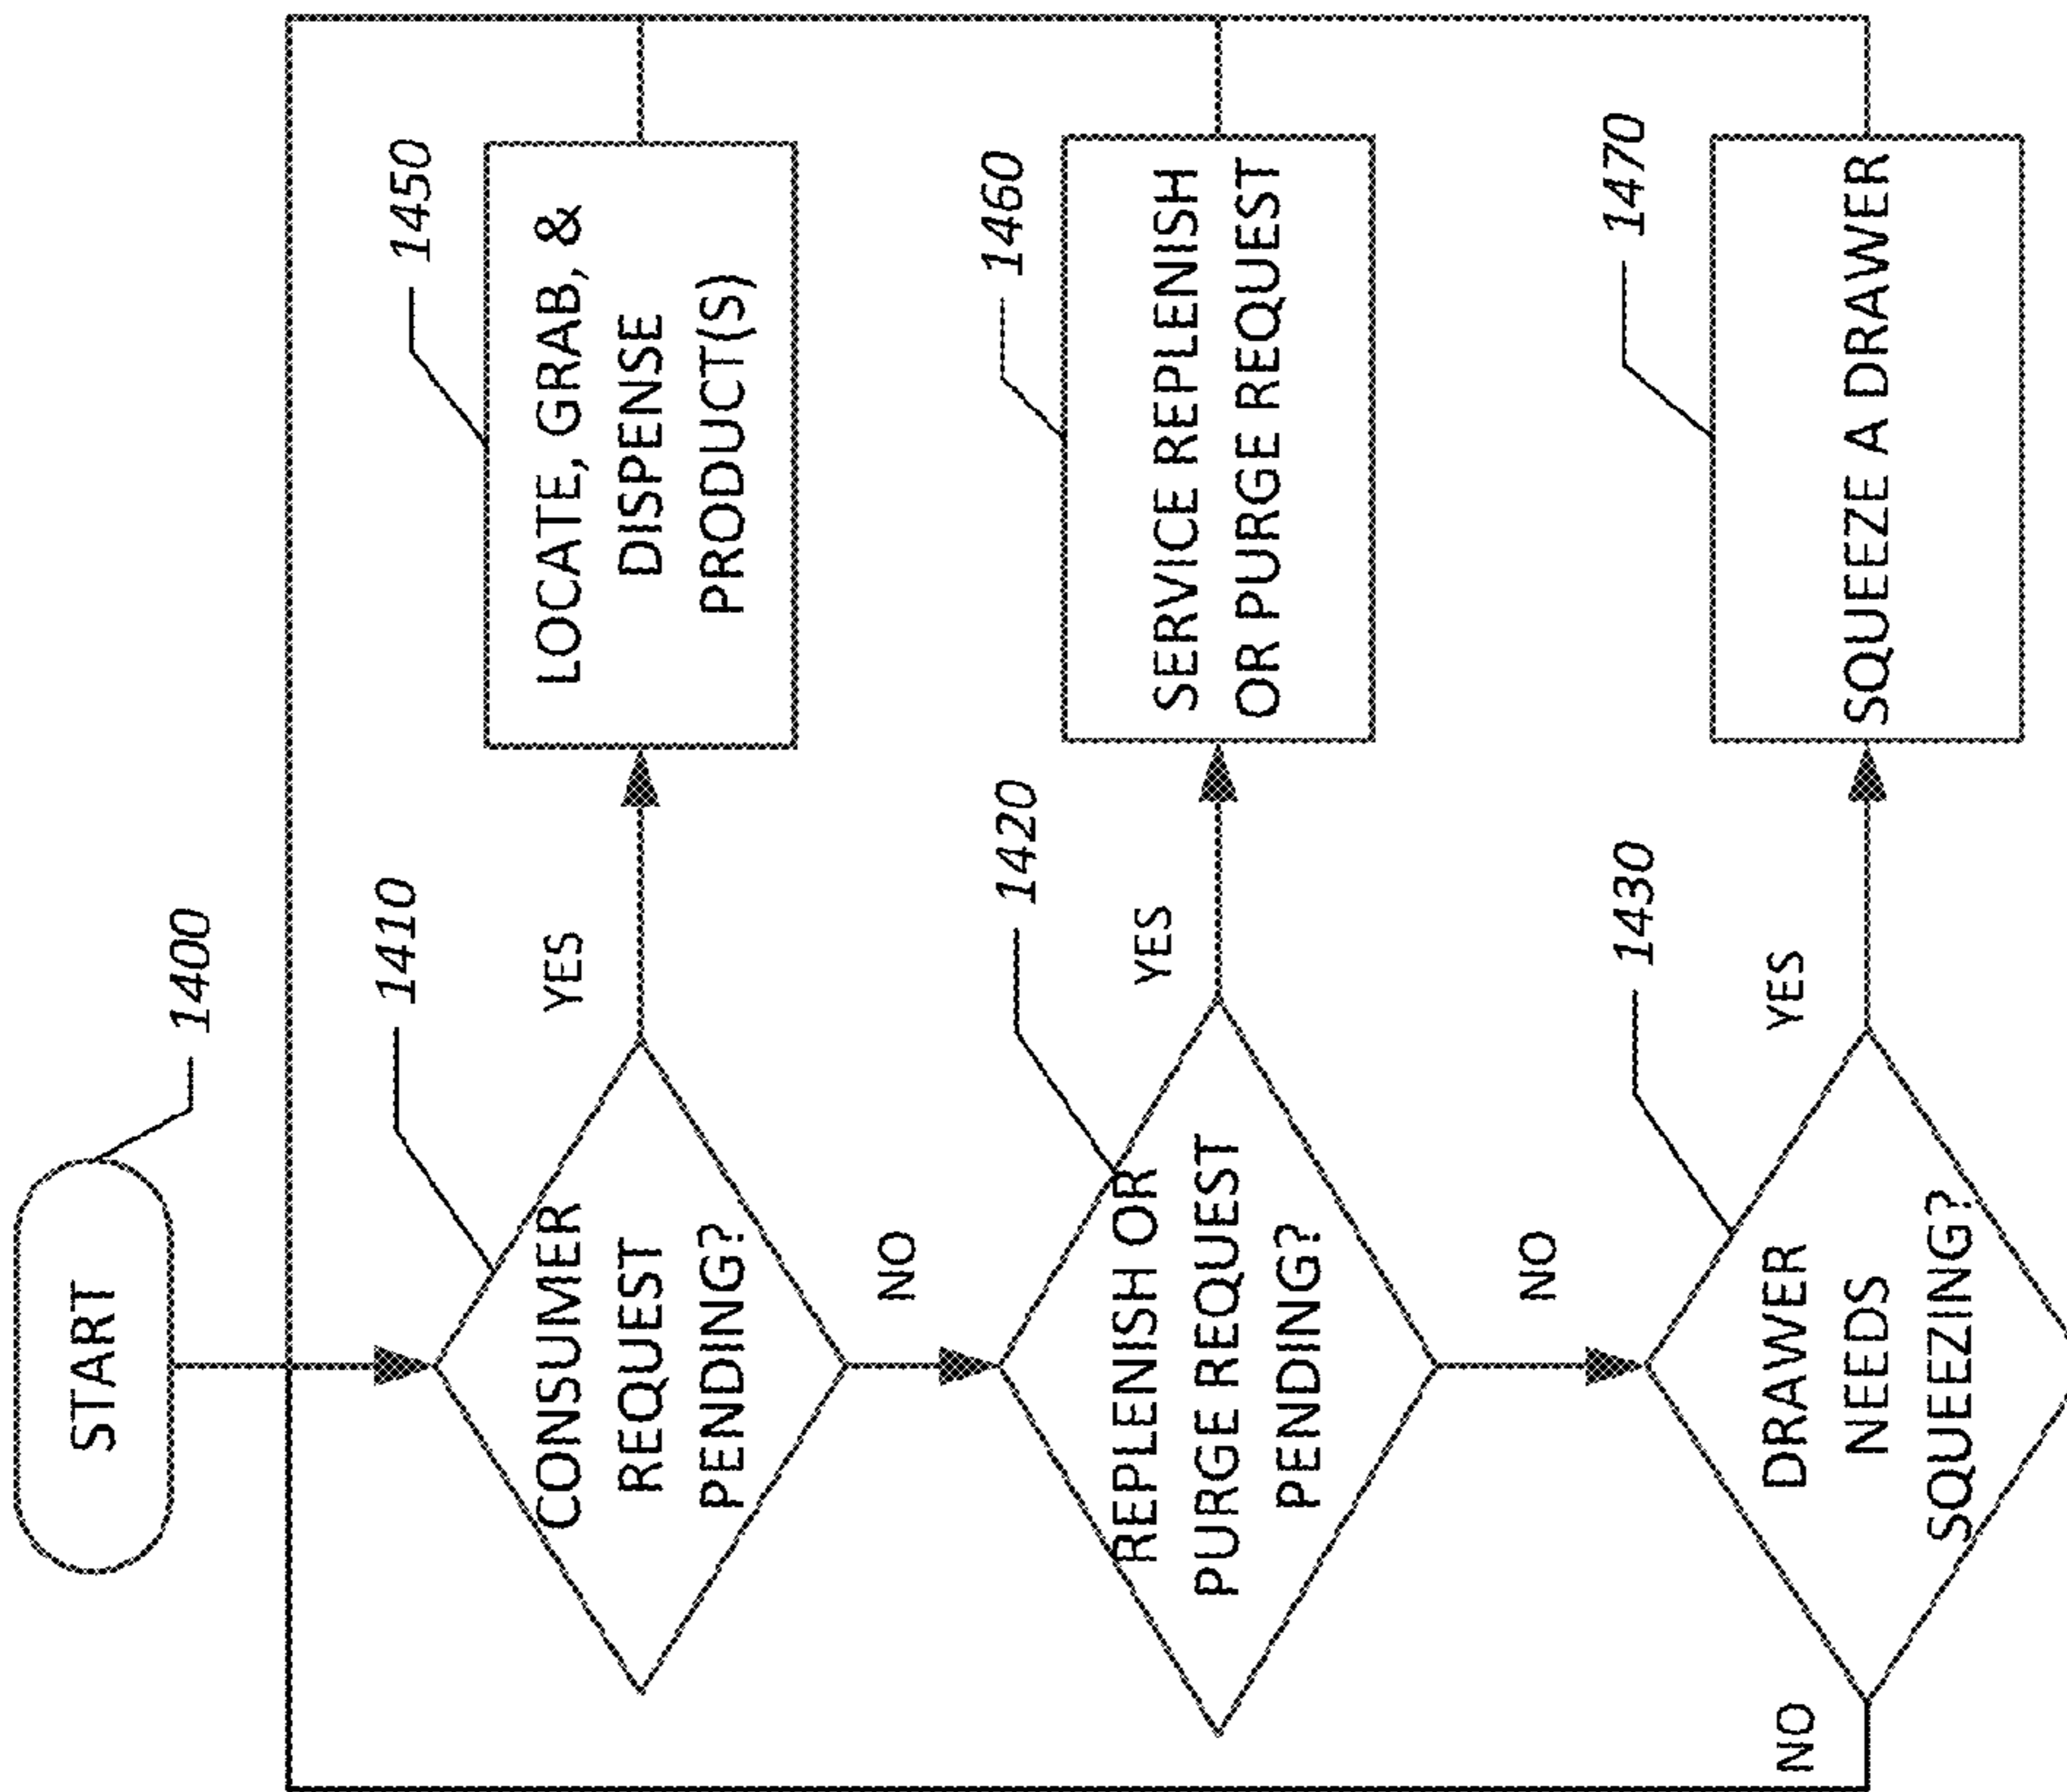 START
1400
CONSUMER
REQUEST
PENDING?
1410
YES
LOCATE, GRAB, &
DISPENSE
PRODUCT(S)
1450
NO
REPLENISH OR
PURGE REQUEST
PENDING?
1420
YES
SERVICE REPLENISH
OR PURGE REQUEST
1460
NO
DRAWER
NEEDS
SQUEEZING?
1430
YES
SQUEEZE A DRAWER
1470
NO